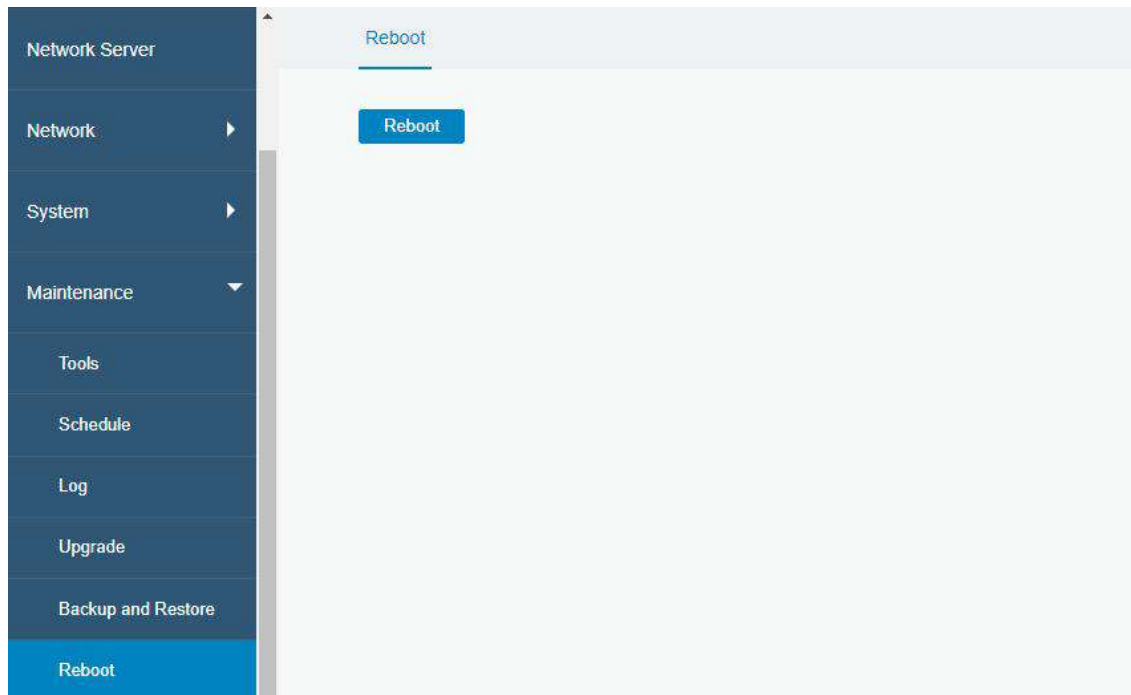 Network Server
Network
System
Maintenance
Tools
Schedule
Log
Upgrade
Backup and Restore
Reboot
Reboot
Reboot